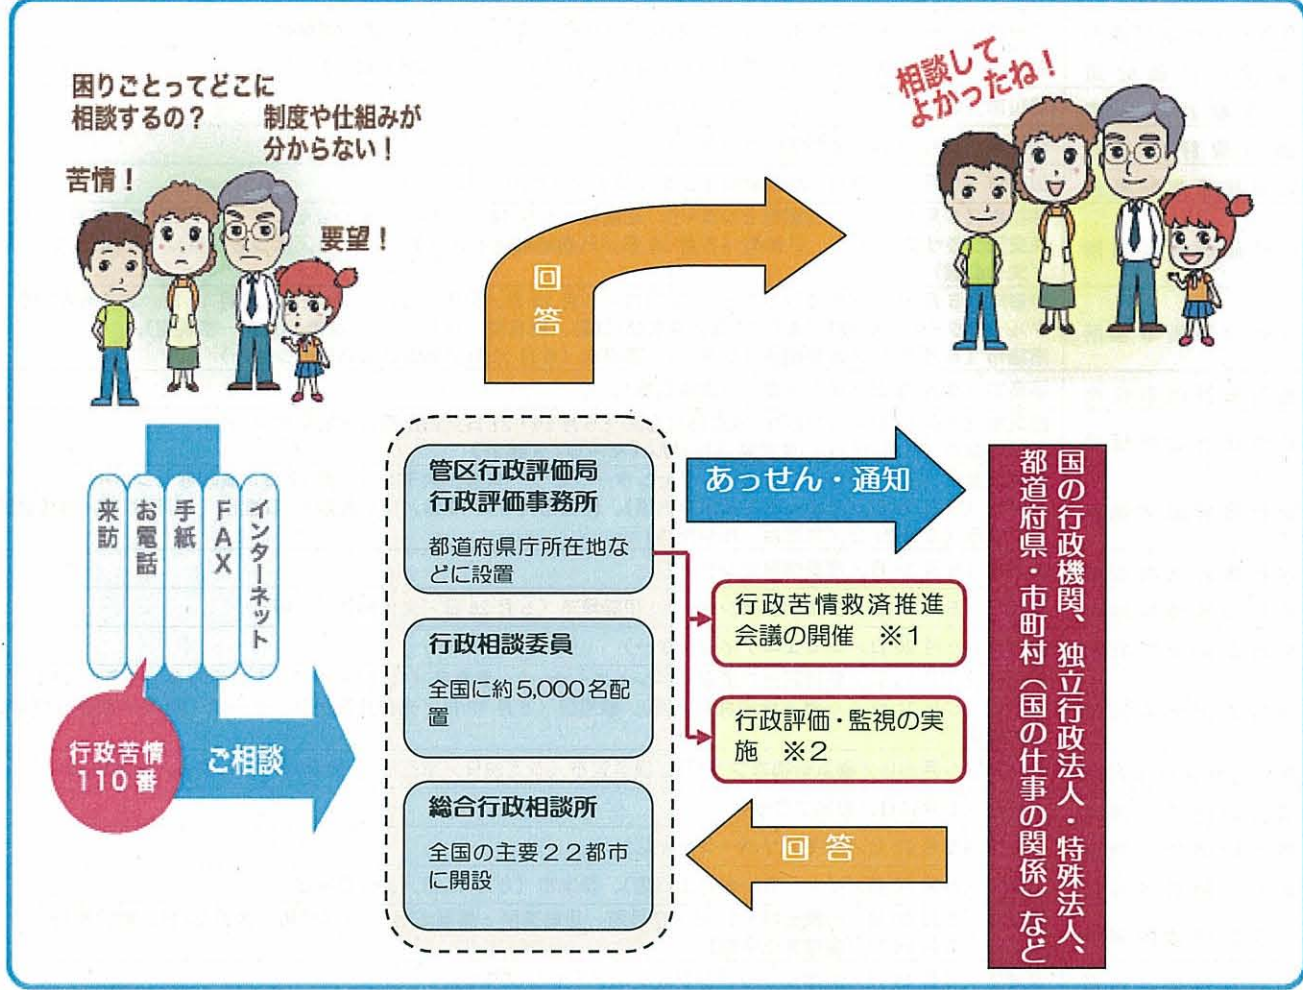 困りごとってどこに
相談するの？
制度や仕組みが
分からない！
苦情！
要望！
相談して
よかったね！
回答
来訪
お電話
手紙
ＦＡＸ
インターネット
行政苦情
110番
ご相談
管区行政評価局
行政評価事務所
都道府県庁所在地な
どに設置
行政相談委員
全国に約5,000名配
置
総合行政相談所
全国の主要２２都市
に開設
あっせん・通知
行政苦情救済推進
会議の開催　※１
行政評価・監視の実
施　※２
回 答
国の行政機関、独立行政法人・特殊法人、
都道府県・市町村（国の仕事の関係）など